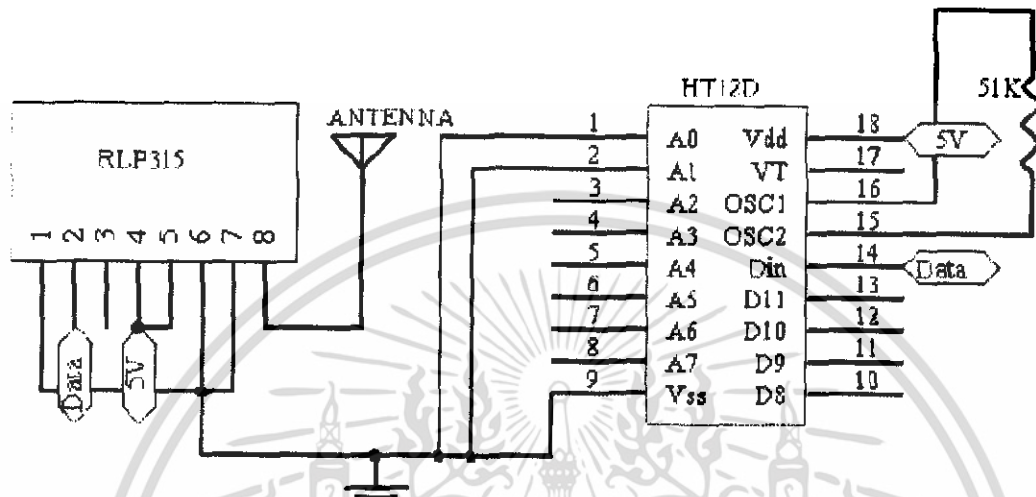 RLP315
1 2 3 4 5 6 7 8
Data
5V
ANTENNA
HT12D
1 A0 Vdd 18
2 A1 VT 17
3 A2 OSC1 16
4 A3 OSC2 15
5 A4 Din 14
6 A5 D11 13
7 A6 D10 12
8 A7 D9 11
9 Vss D8 10
5V
51K
Data